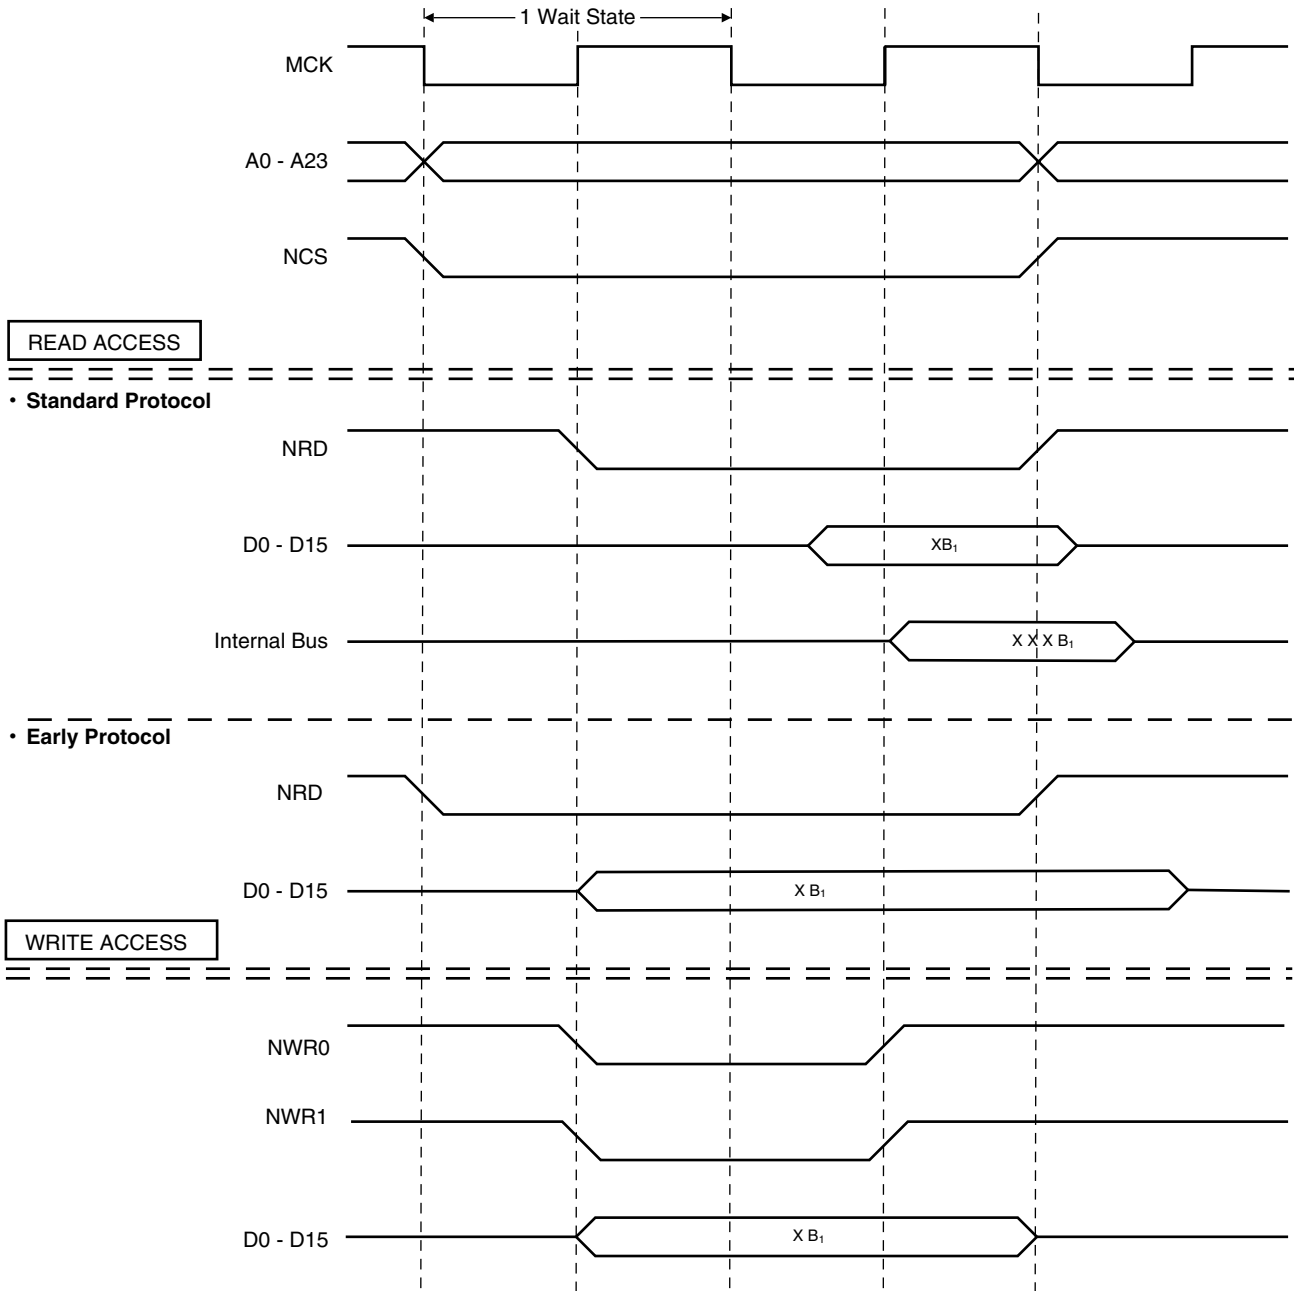 1 Wait State
MCK
A0 - A23
NCS
READ ACCESS
• Standard Protocol
NRD
D0 - D15
XB₁
Internal Bus
X X X B₁
• Early Protocol
NRD
D0 - D15
X B₁
WRITE ACCESS
NWR0
NWR1
D0 - D15
X B₁